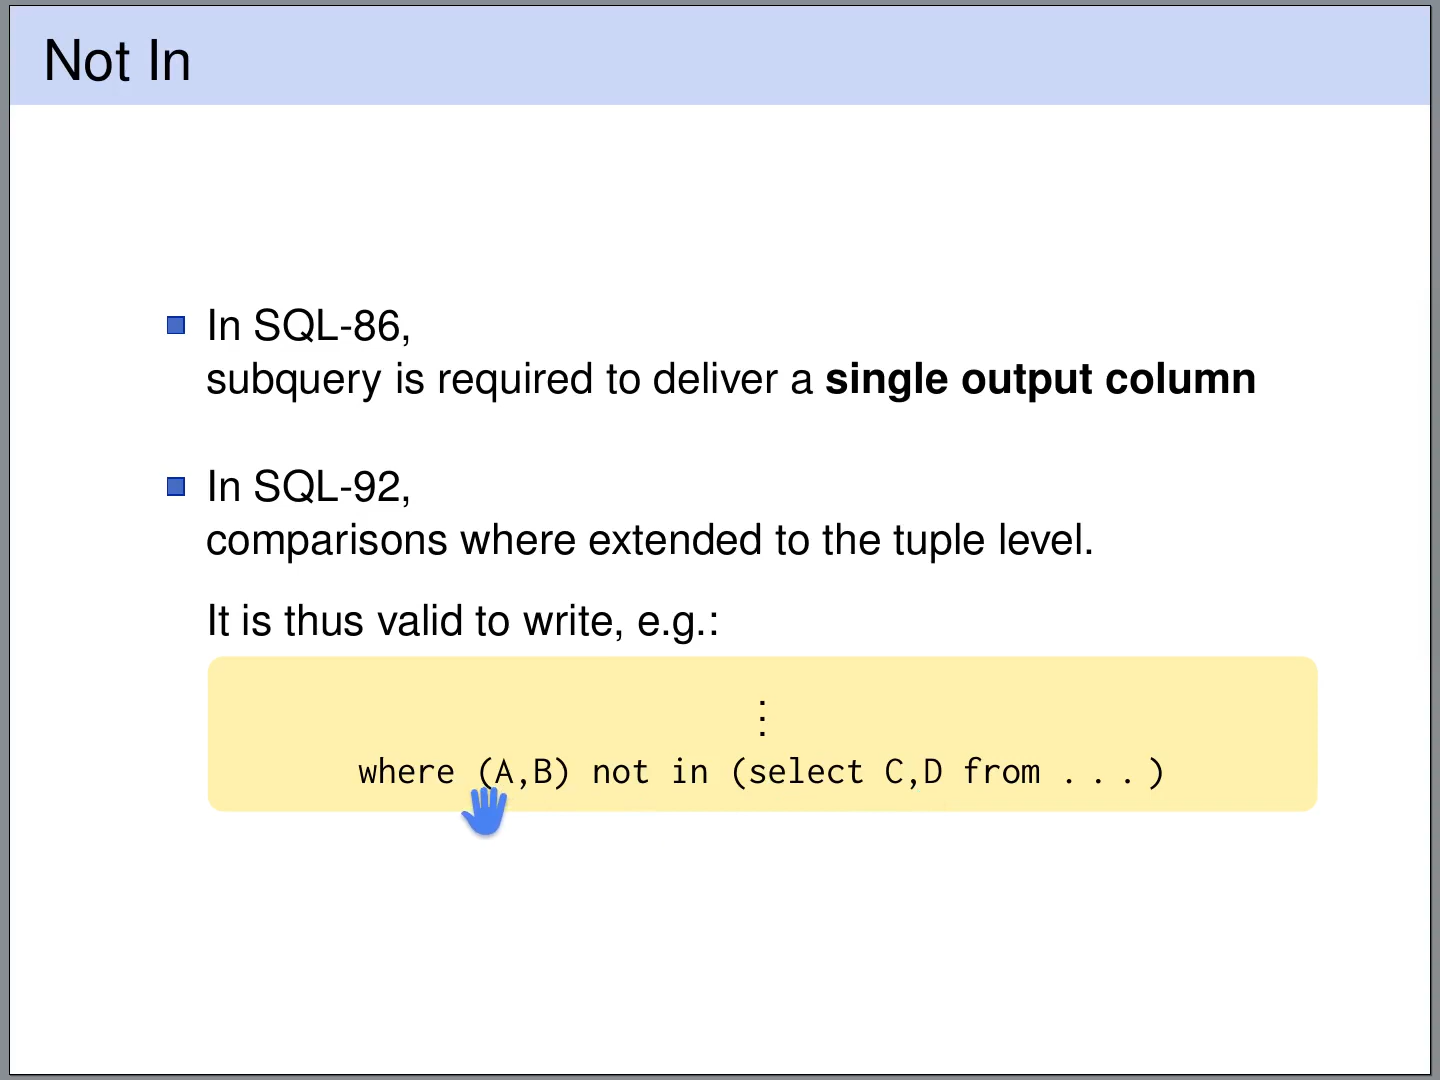 Not In
In SQL-86,
subquery is required to deliver a single output column
In SQL-92,
comparisons where extended to the tuple level.
It is thus valid to write, e.g.:
⋮
where (A,B) not in (select C,D from ...)